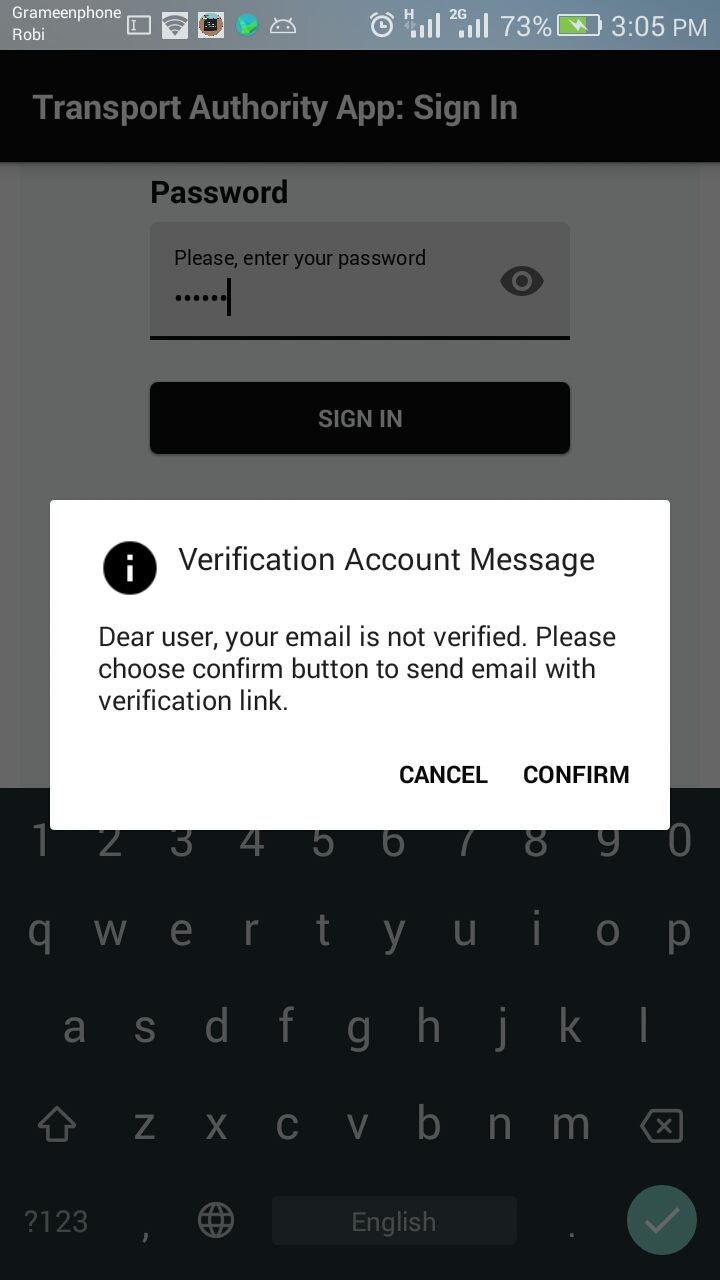 Grameenphone
Robi
H 2G 73% 3:05 PM
Transport Authority App: Sign In
Password
Please, enter your password
••••••
SIGN IN
Verification Account Message
Dear user, your email is not verified. Please
choose confirm button to send email with
verification link.
CANCEL CONFIRM
1 2 3 4 5 6 7 8 9 0
q w e r t y u i o p
a s d f g h j k l
z x c v b n m
?123 , English .